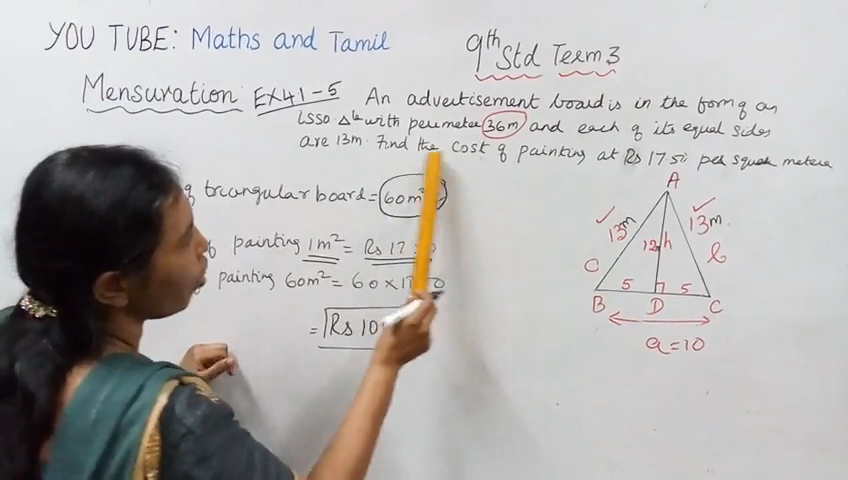 YOU TUBE: Maths and Tamil
9th Std Term 3
Mensuration EX 4.1-5 An advertisement board is in the form of an
isso. Δle with perimeter 36m and each of its equal sides
are 13m. Find the cost of painting at Rs 17.50 per square metere
of triangular board = 60m²
painting 1m² = Rs 17.50
painting 60m² = 60 × 17
= Rs 10
A
13m
13m.
12 h
c
b
5
5
B
D
C
a = 10